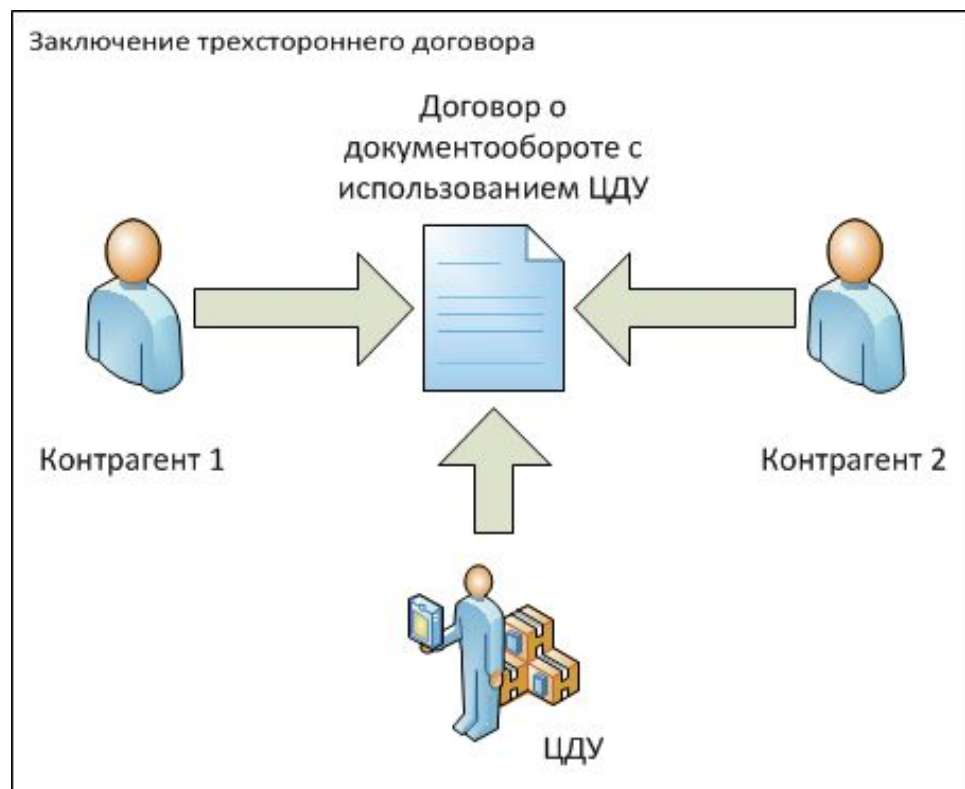 Заключение трехстороннего договора
Договор о
документообороте с
использованием ЦДУ
Контрагент 1
Контрагент 2
ЦДУ